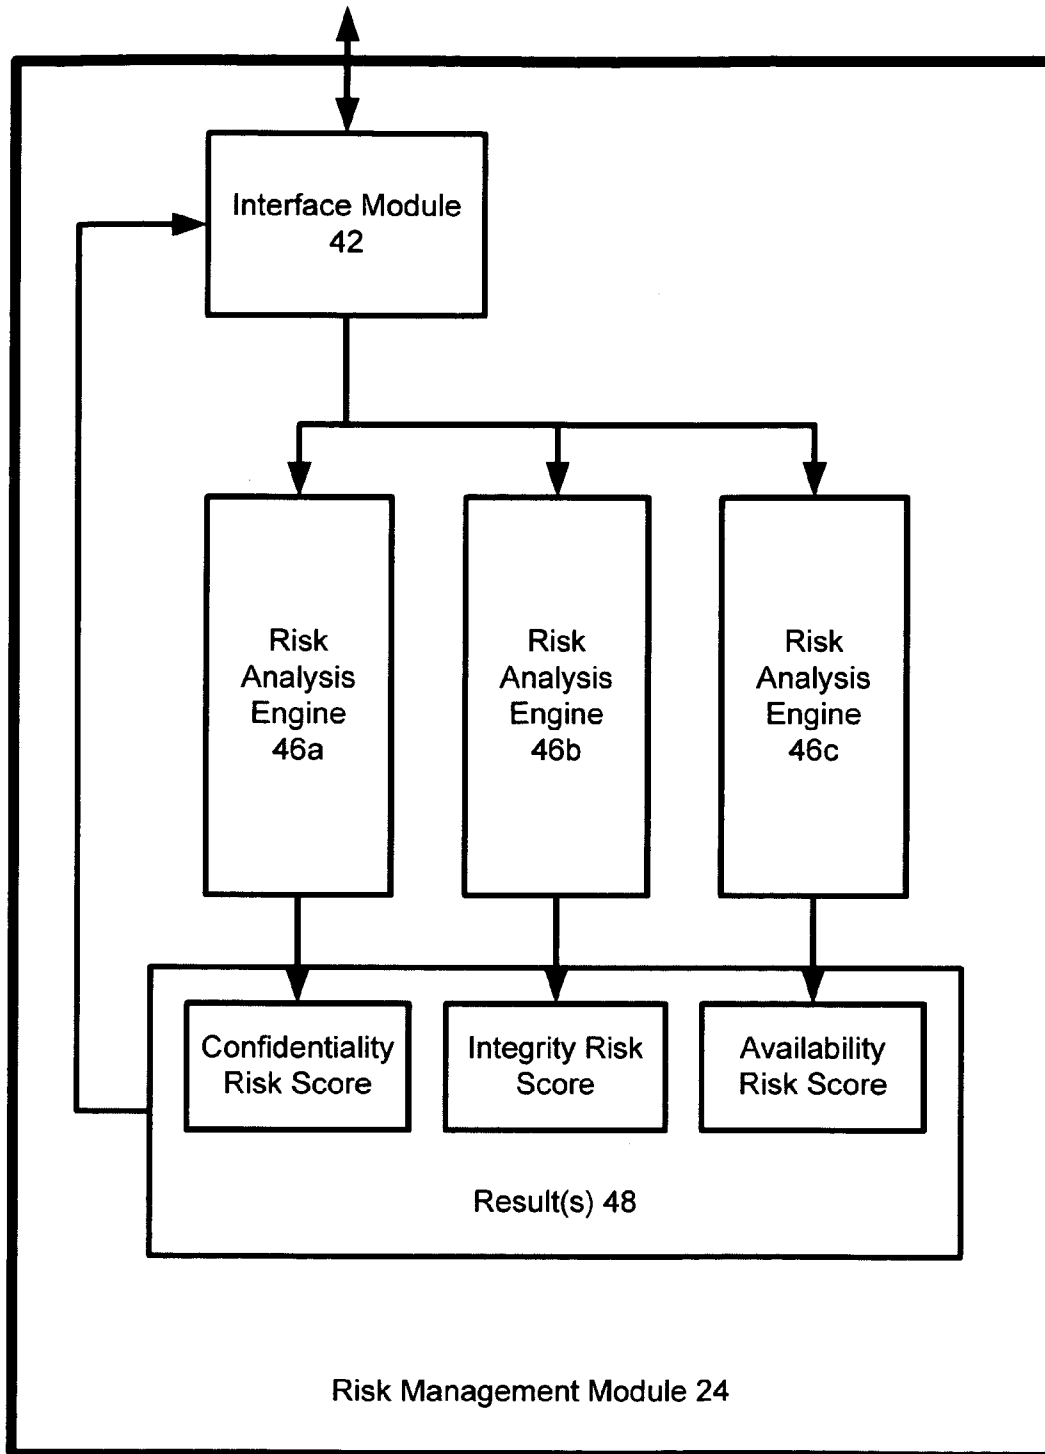 Interface Module
42
Risk
Analysis
Engine
46a
Risk
Analysis
Engine
46b
Risk
Analysis
Engine
46c
Confidentiality
Risk Score
Integrity Risk
Score
Availability
Risk Score
Result(s) 48
Risk Management Module 24